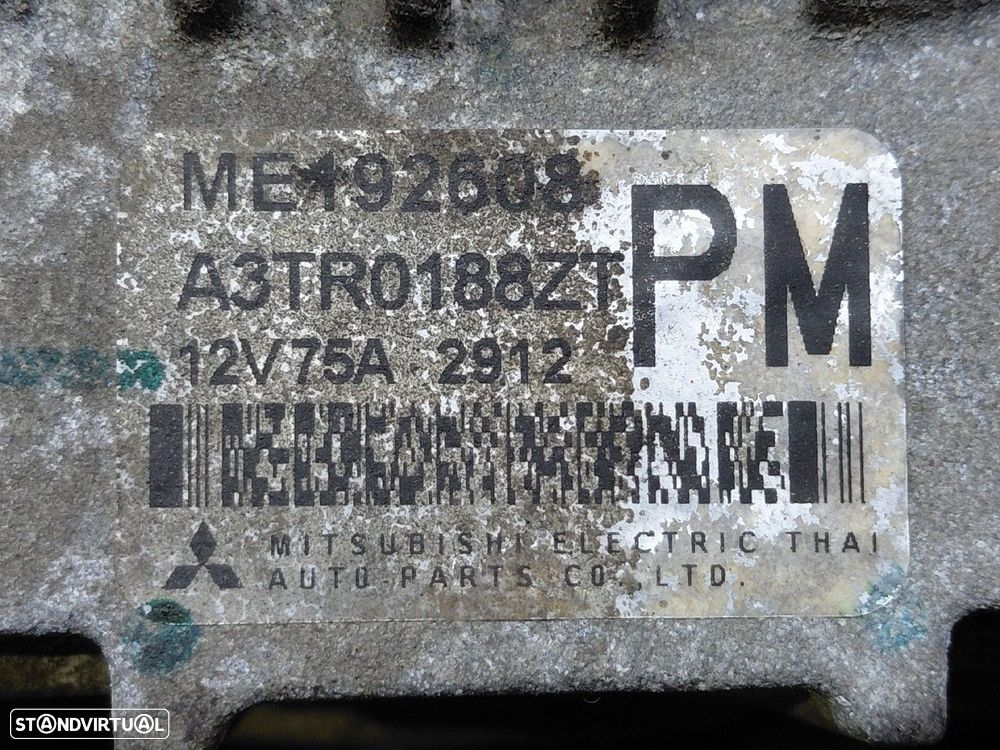 ME192608
A3TR0188ZT
PM
12V75A 2912
MITSUBISHI ELECTRIC THAI
AUTO-PARTS CO.,LTD.
STANDVIRTUAL